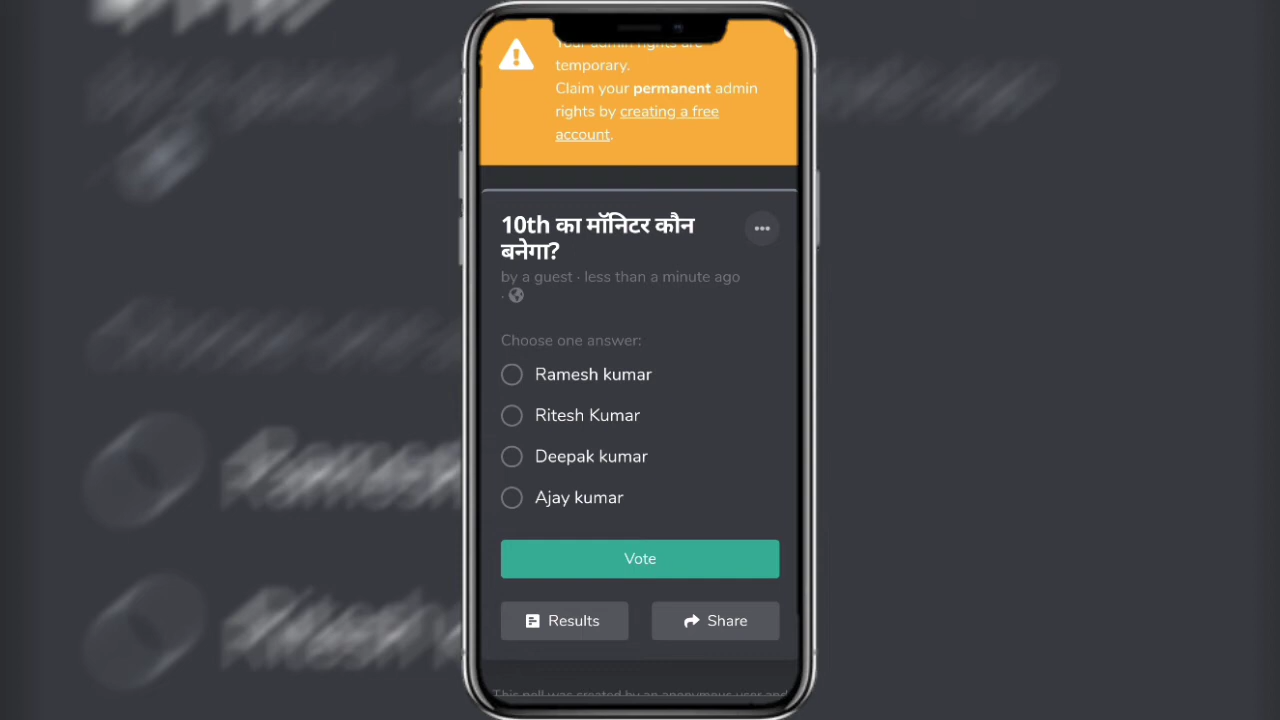 Your admin rights are
temporary.
Claim your permanent admin
rights by creating a free
account.
10th का मॉनिटर कौन
बनेगा?
by a guest · less than a minute ago
·
Choose one answer:
Ramesh kumar
Ritesh Kumar
Deepak kumar
Ajay kumar
Vote
Results
Share
This poll was created by an anonymous user and